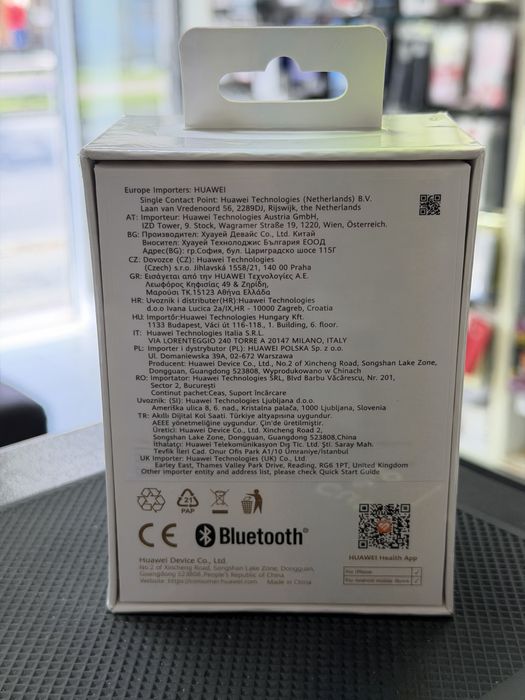 Europe Importers: HUAWEI
Single Contact Point: Huawei Technologies (Netherlands) B.V.
Laan van Vredenoord 56, 2289DJ, Rijswijk, the Netherlands
AT: Importeur: Huawei Technologies Austria GmbH,
IZD Tower, 9. Stock, Wagramer Straße 19, 1220, Wien, Österreich.
BG: Производител: Хуауей Девайс Со., Ltd. Китай
Вносител: Хуауей Технолоджис България ЕООД
Адрес(BG): гр.София, бул. Цариградско шосе 115Г
CZ: Dovozce (CZ): Huawei Technologies
(Czech) s.r.o. Jihlavská 1558/21, 140 00 Praha
GR: Εισάγεται από την HUAWEI Τεχνολογίες Α.Ε.
Λεωφόρος Κηφισίας 49 & Ζηρίδη,
Μαρούσι ΤΚ.15123 Αθήνα Ελλάδα
HR: Uvoznik i distributer(HR):Huawei Technologies
d.o.o Ivana Lucica 2a/IX,HR - 10000 Zagreb, Croatia
HU: Importőr:Huawei Technologies Hungary Kft.
1133 Budapest, Váci út 116-118., 1. Building, 6. floor.
IT: Huawei Technologies Italia S.R.L.
VIA LORENTEGGIO 240 TORRE A 20147 MILANO, ITALY
PL: Importer i dystrybutor (PL): HUAWEI POLSKA Sp. z o.o.
Ul. Domaniewska 39A, 02-672 Warszawa
Producent: Huawei Device Co., Ltd., No.2 of Xincheng Road, Songshan Lake Zone,
Dongguan, Guangdong 523808, Wyprodukowano w Chinach
RO: Importator: Huawei Technologies SRL, Blvd Barbu Văcărescu, Nr. 201,
Sector 2, București
Conținut pachet:Ceas, Suport încărcare
Uvoznik: (SI): Huawei Technologies Ljubljana d.o.o.
Ameriška ulica 8, 6. nad., Kristalna palača, 1000 Ljubljana, Slovenia
TR: Akıllı Dijital Kol Saati. Türkiye altyapısına uygundur.
AEEE yönetmeliğine uygundur. Çin'de Üretilmiştir.
Üretici: Huawei Device Co., Ltd. Xincheng Road 2,
Songshan Lake Zone, Dongguan, Guangdong 523808,China
İthalatçı: Huawei Telekomünikasyon Dış Tic. Ltd. Şti. Saray Mah.
Tevfik İleri Cad. Onur Ofis Park A1/10 Ümraniye/İstanbul
UK Importer: Huawei Technologies (UK) Co., Ltd.
Earley East, Thames Valley Park Drive, Reading, RG6 1PT, United Kingdom
Other importer entity and address list, please check Quick Start Guide
21
PAP
CE Bluetooth®
HUAWEI Health App
Huawei Device Co., Ltd.
No.2 of Xincheng Road, Songshan Lake Zone, Dongguan,
Guangdong 523808,People's Republic of China
Website: https://consumer.huawei.com Made in China
For iPhone
For Android mobile device